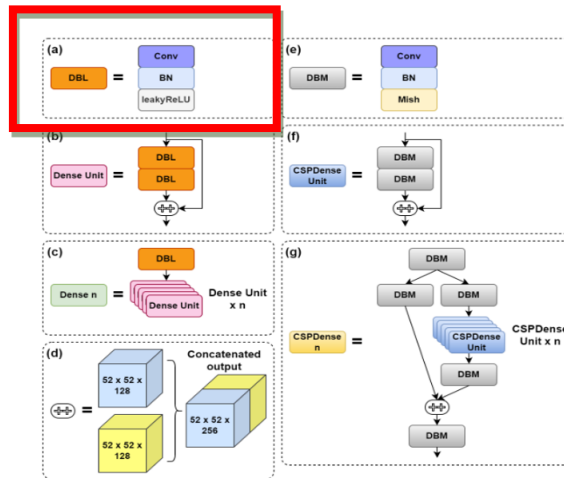 (a)
DBL
=
Conv
BN
leakyReLU
(e)
DBM
=
Conv
BN
Mish
(b)
Dense Unit
=
DBL
DBL
++
(f)
CSPDense
Unit
=
DBM
DBM
++
(c)
Dense n
=
DBL
Dense Unit
Dense Unit
x n
(d)
++
=
52 x 52 x
128
52 x 52 x
128
Concatenated
output
52 x 52 x
256
(g)
CSPDense
n
=
DBM
DBM
DBM
CSPDense
Unit
CSPDense
Unit x n
DBM
++
DBM